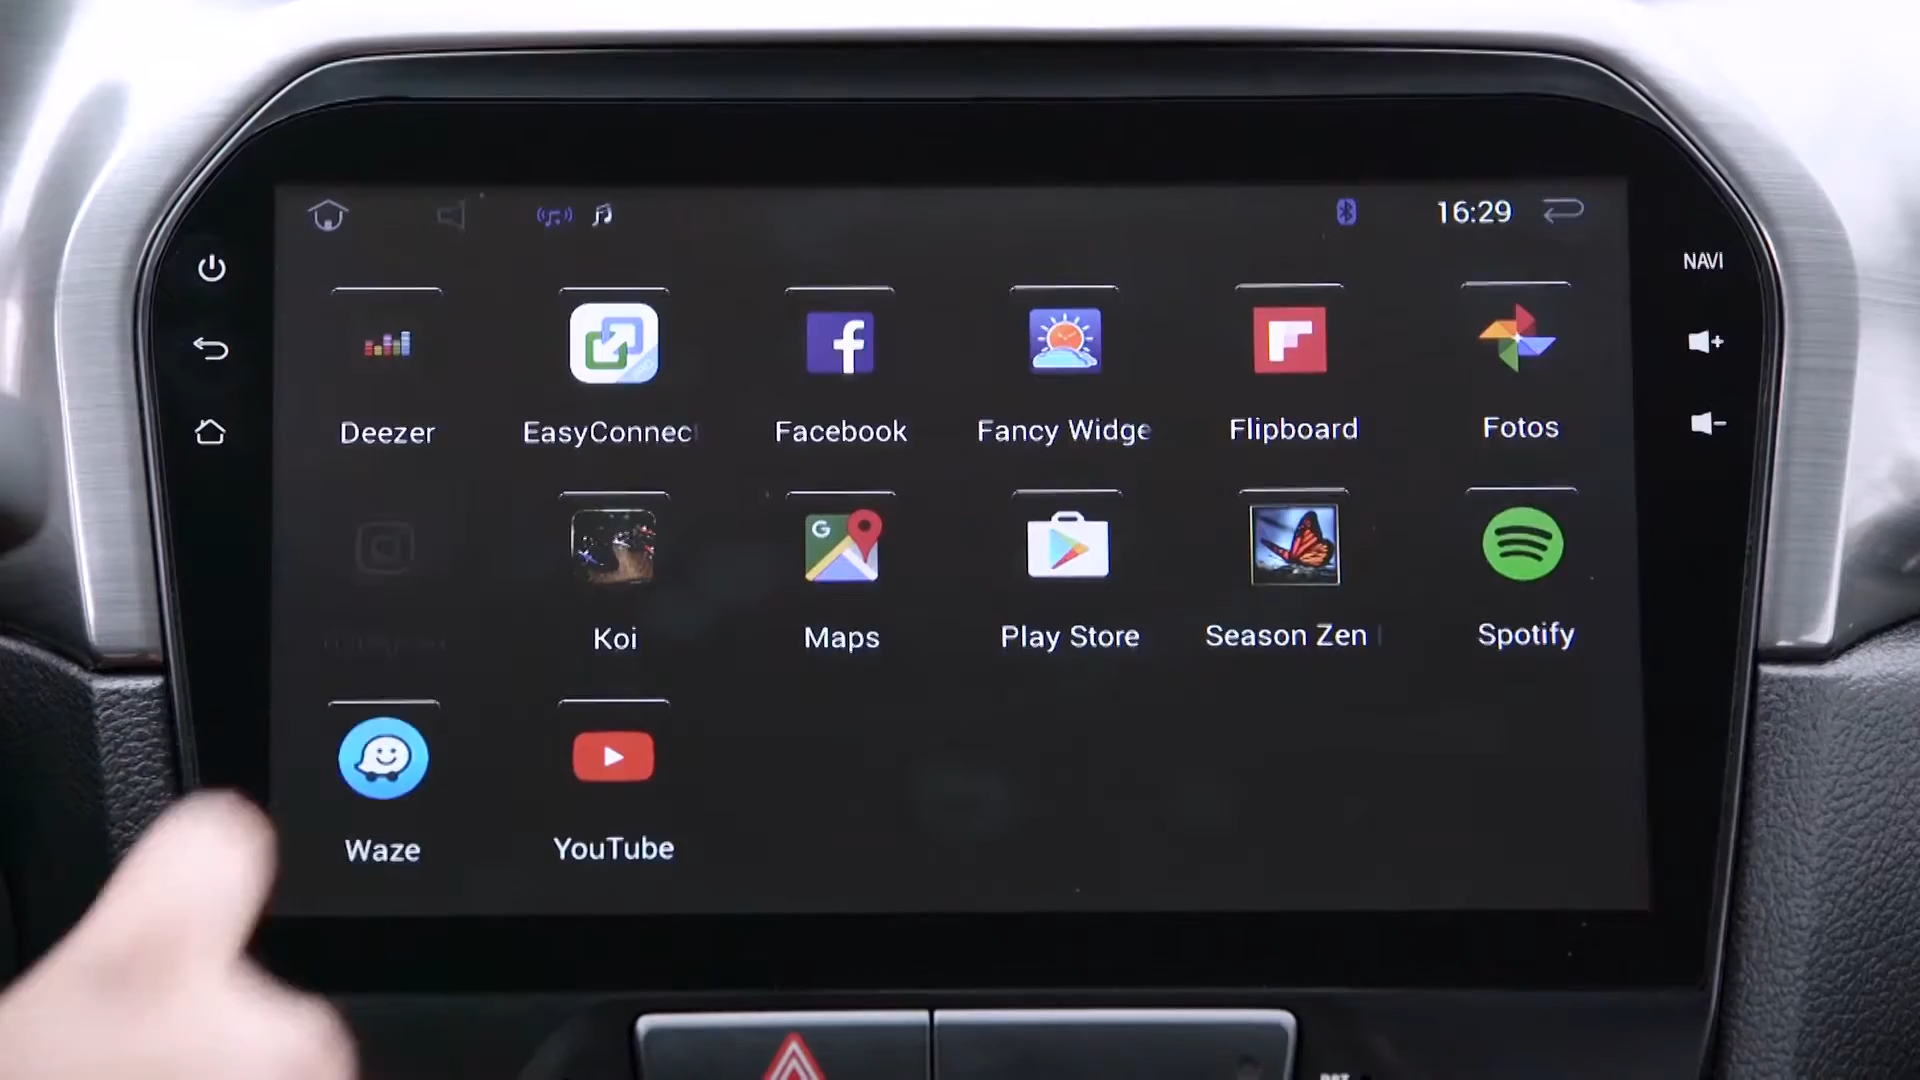 16:29
NAVI
Deezer
EasyConnec
Facebook
Fancy Widge
Flipboard
Fotos
Koi
G
Maps
Play Store
Season Zen
Spotify
Waze
YouTube